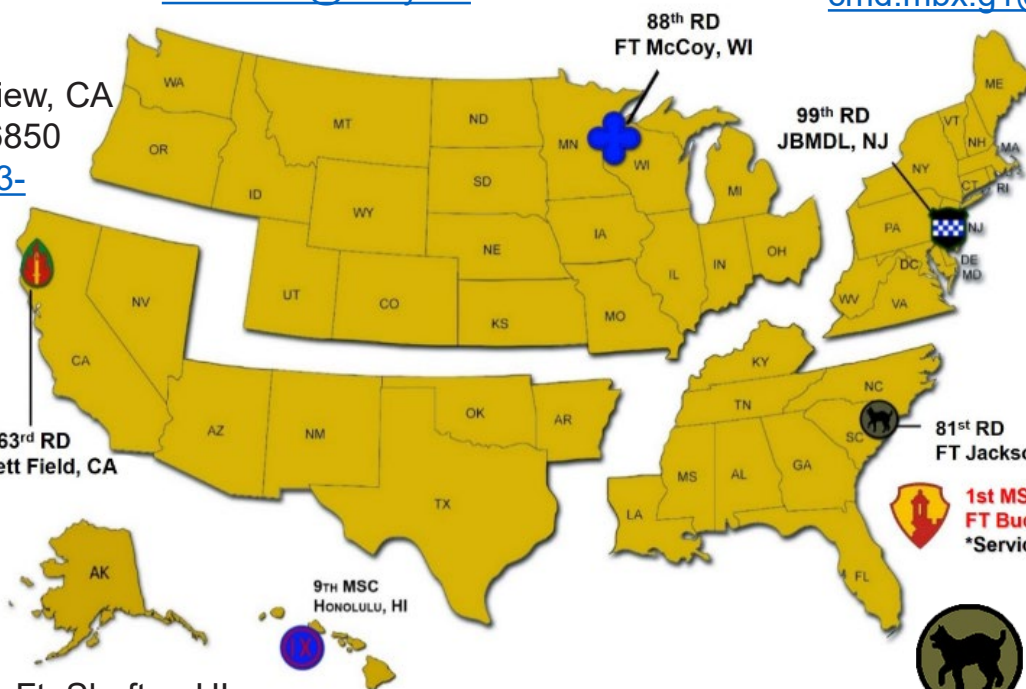 88th RD
FT McCoy, WI
iew, CA
6850
3-
99th RD
JBMDL, NJ
WA
OR
MT
ID
WY
ND
SD
NE
MN
WI
IA
MI
IL
IN
OH
UT
CO
KS
MO
ME
VT
NH
MA
NY
CT
RI
PA
NJ
DE
MD
DC
WV
VA
NV
CA
AZ
NM
OK
AR
TX
KY
TN
NC
SC
MS
AL
GA
LA
FL
63rd RD
ett Field, CA
81st RD
FT Jackso
1st MS
FT Bu
*Servic
AK
9TH MSC
HONOLULU, HI
IX